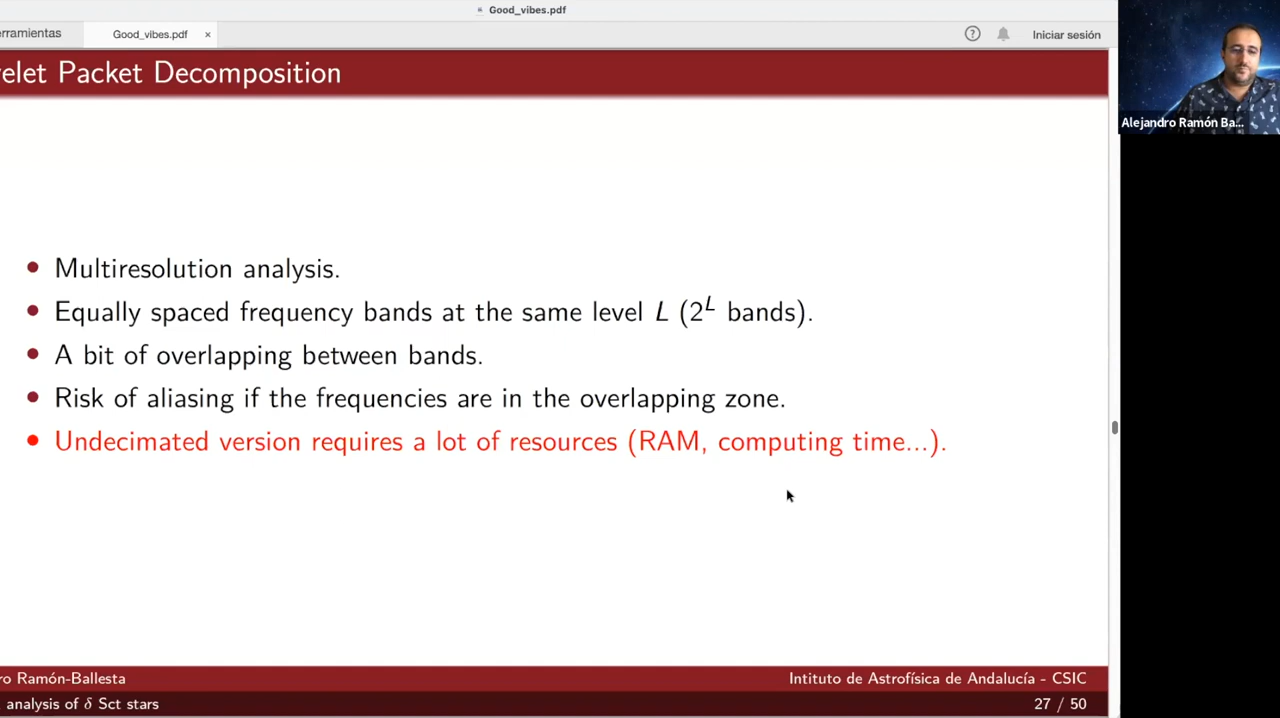 Good_vibes.pdf
erramientas
Good_vibes.pdf ×
? Iniciar sesión
elet Packet Decomposition
Alejandro Ramón Ba...
• Multiresolution analysis.
• Equally spaced frequency bands at the same level L (2^L bands).
• A bit of overlapping between bands.
• Risk of aliasing if the frequencies are in the overlapping zone.
• Undecimated version requires a lot of resources (RAM, computing time...).
ro Ramón-Ballesta
Intituto de Astrofísica de Andalucía - CSIC
analysis of δ Sct stars
27 / 50